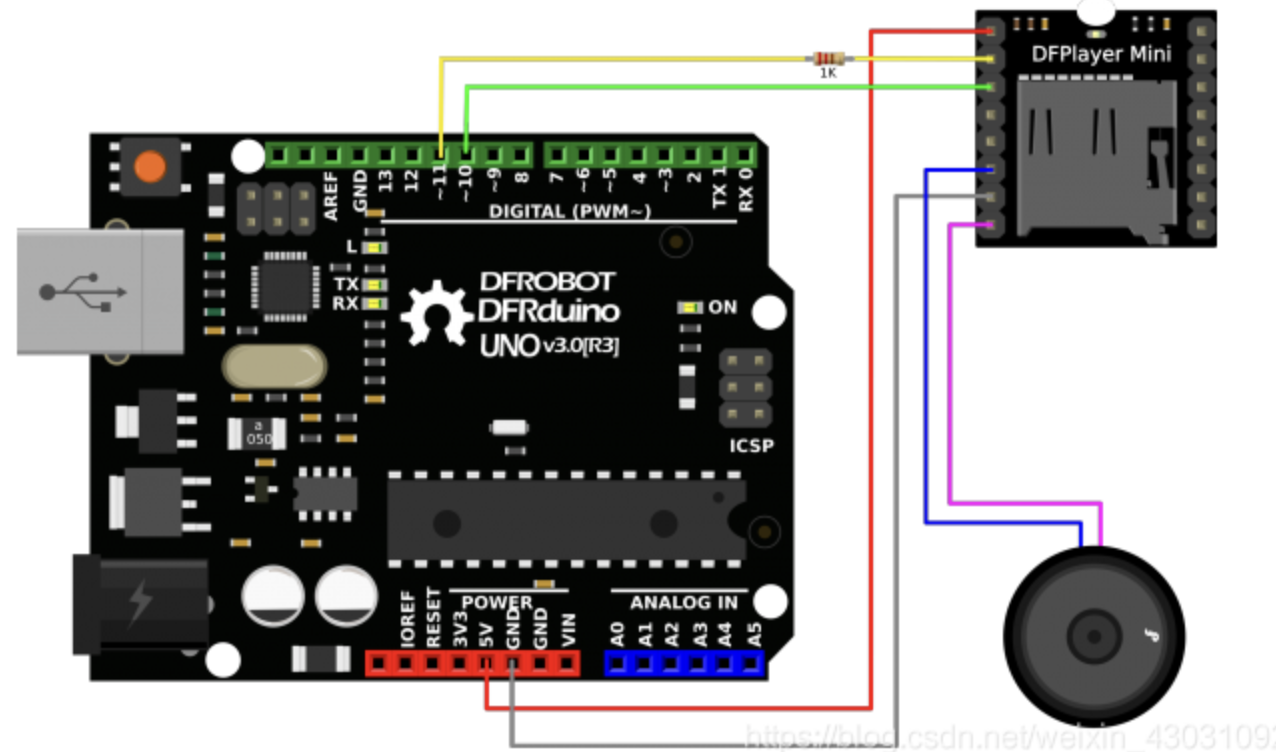 DFPlayer Mini
1K
AREF
GND
13
12
~11
~10
~9
8
7
~6
~5
4
~3
2
TX 1
RX 0
DIGITAL (PWM~)
L
TX
RX
DFROBOT
DFRduino
UNO v3.0[R3]
ON
ICSP
a
050
POWER
ANALOG IN
IOREF
RESET
3V3
5V
GND
GND
VIN
A0
A1
A2
A3
A4
A5
https://blog.csdn.net/weixin_4303109